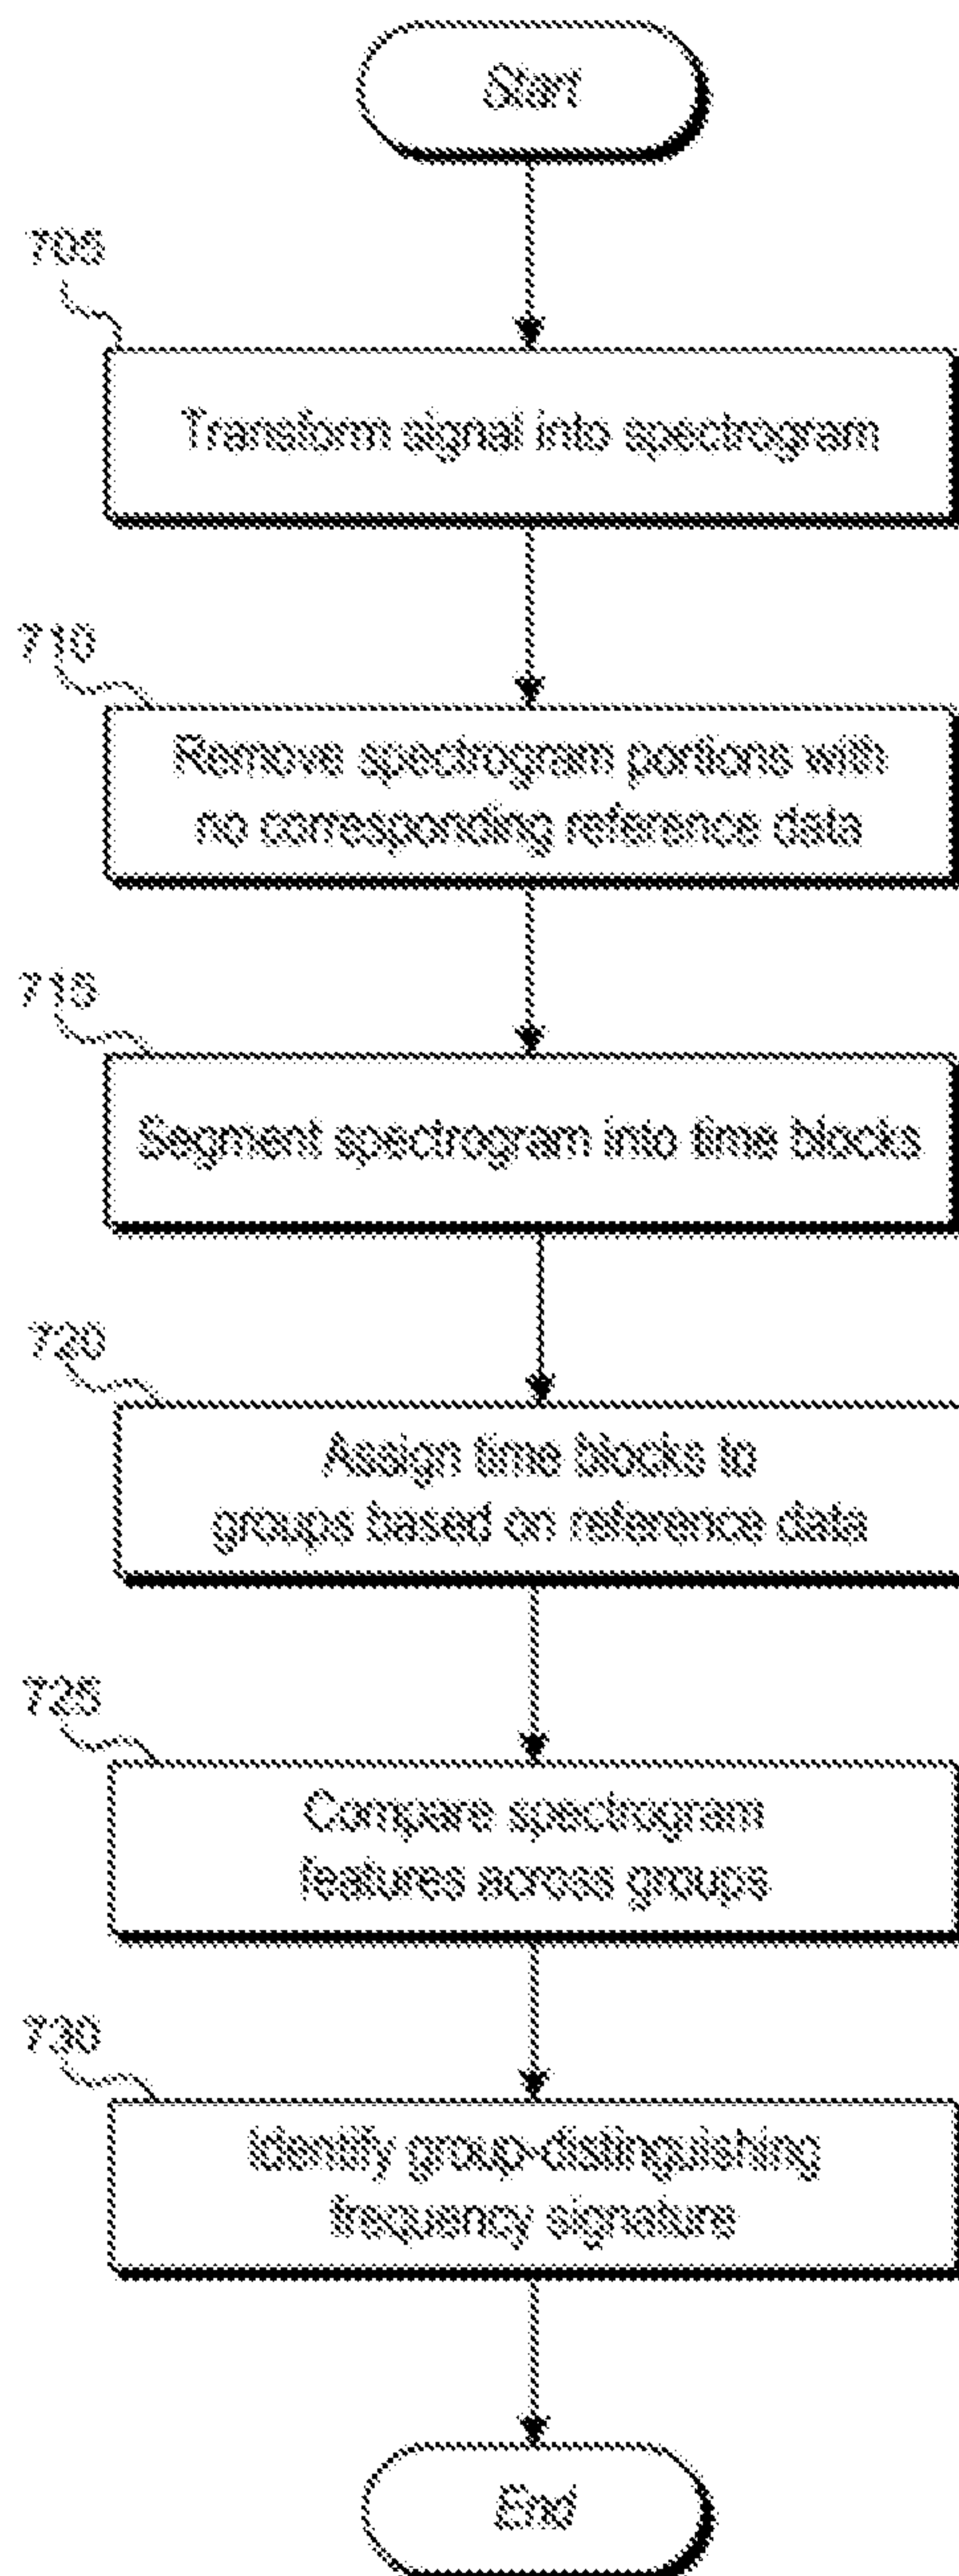 Start
705
Transform signal into spectrogram
710
Remove spectrogram portions with
no corresponding reference data
715
Segment spectrogram into time blocks
720
Assign time blocks to
groups based on reference data
725
Compare spectrogram
features across groups
730
Identify group-distinguishing
frequency signature
End